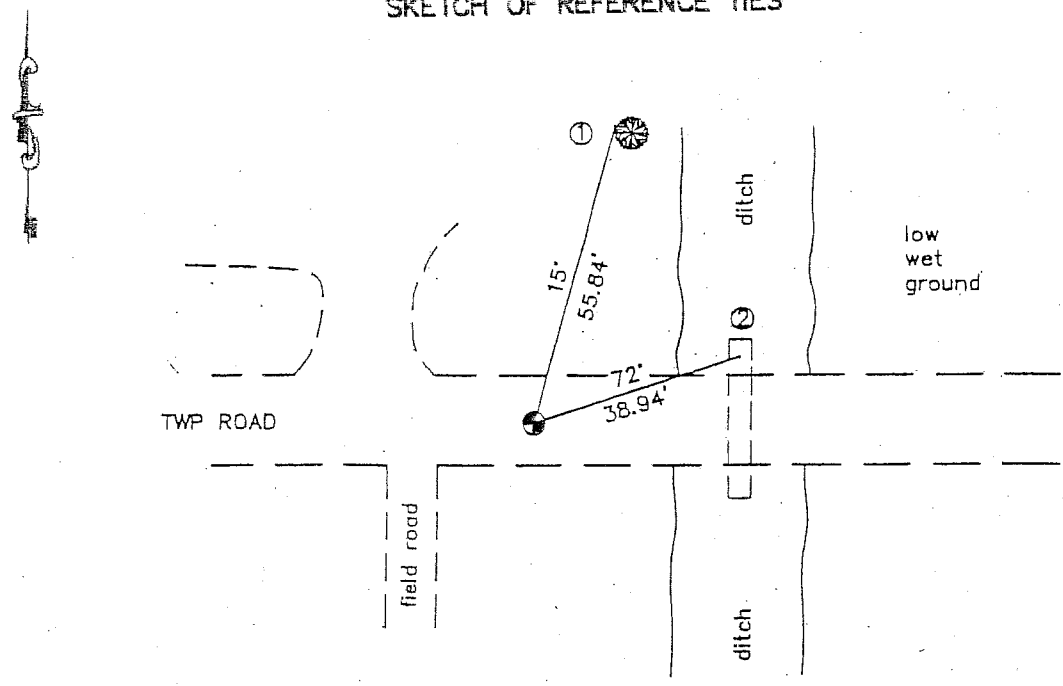 SKETCH OF REFERENCE TIES
1
ditch
low
wet
ground
15°
55.84'
2
72°
38.94'
TWP ROAD
field road
ditch